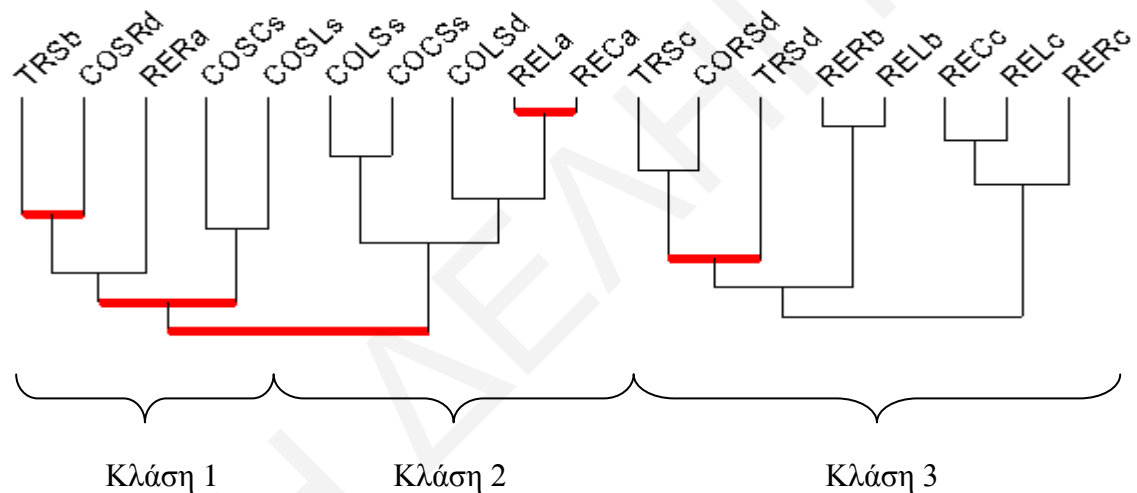 TRSb COSRd RERa COSCs COSLs COLSs COCSs COLSd RELa RECa TRSc CORSd TRSd RERb RELb RECc RELc RERc
Κλάση 1 Κλάση 2 Κλάση 3